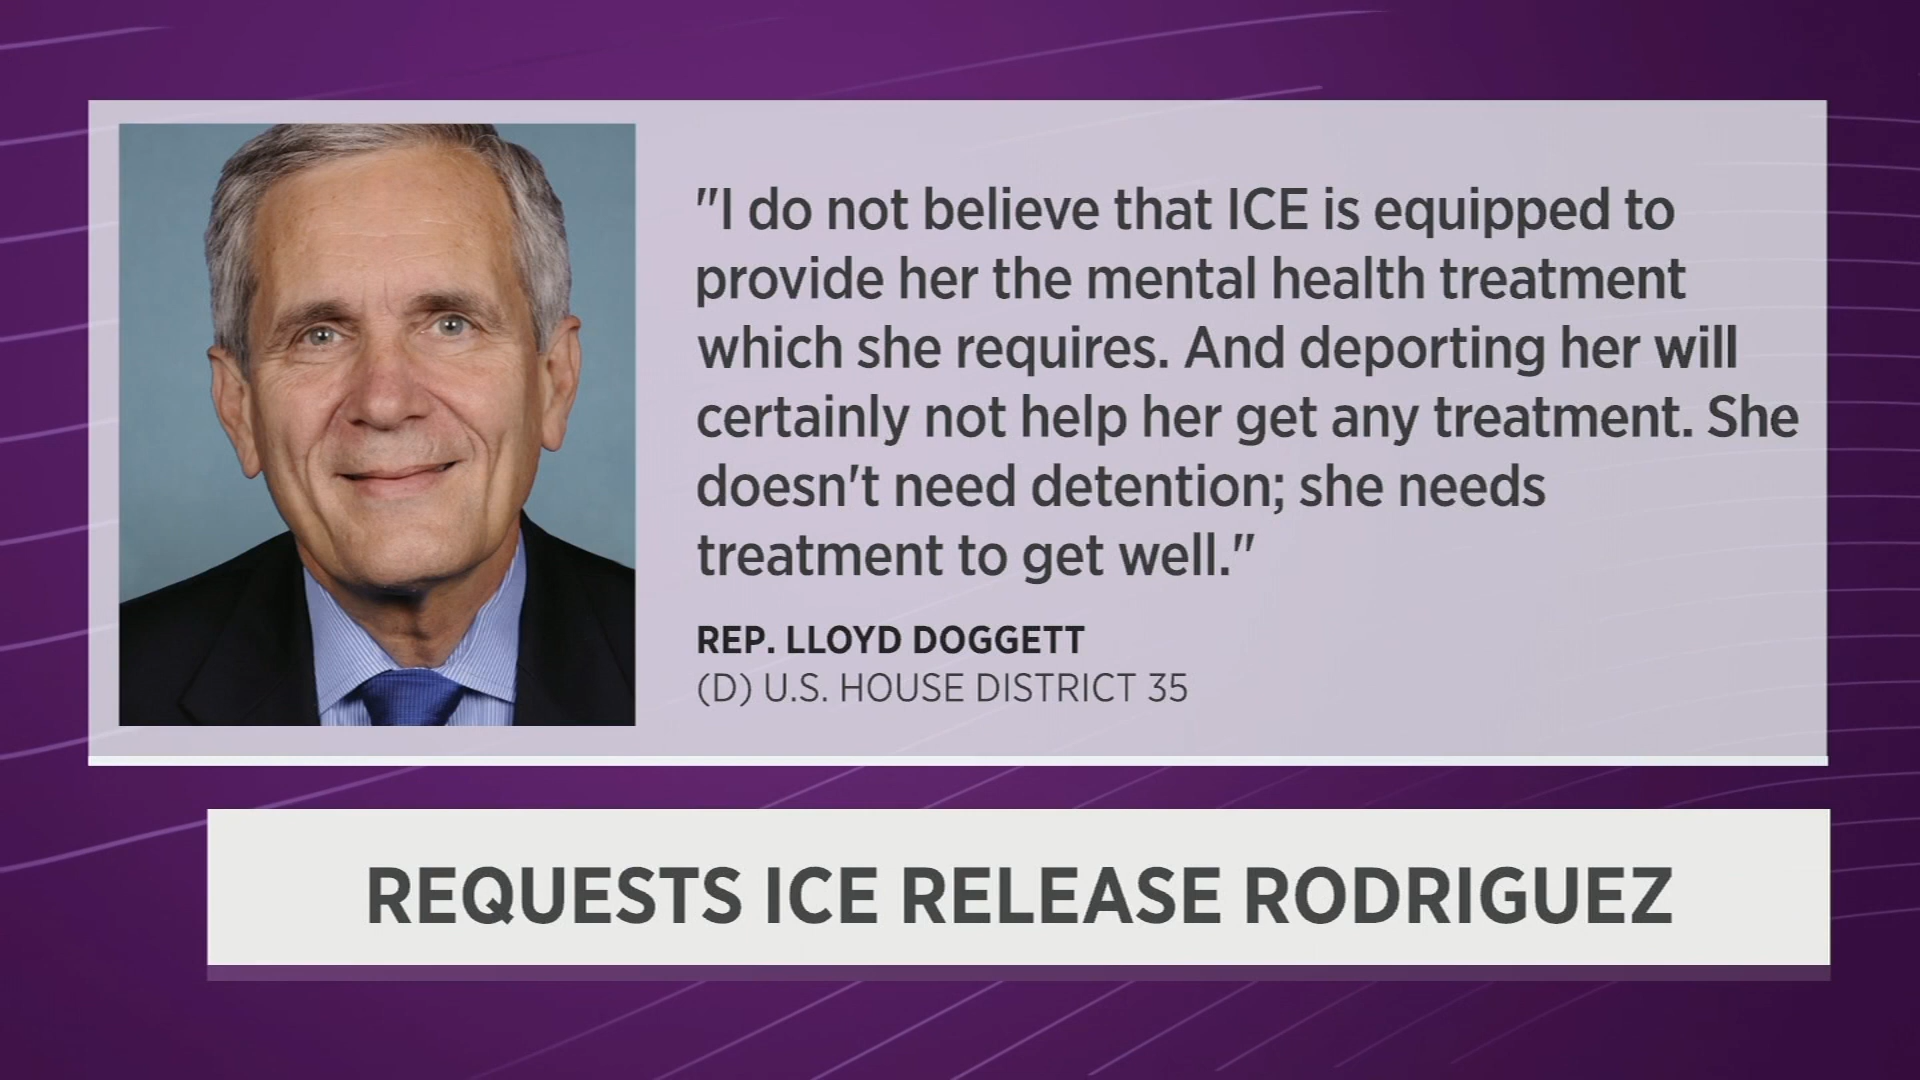 "I do not believe that ICE is equipped to
provide her the mental health treatment
which she requires. And deporting her will
certainly not help her get any treatment. She
doesn't need detention; she needs
treatment to get well."
REP. LLOYD DOGGETT
(D) U.S. HOUSE DISTRICT 35
REQUESTS ICE RELEASE RODRIGUEZ